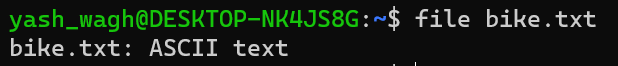 yash_wagh@DESKTOP-NK4JS8G:~$ file bike.txt
bike.txt: ASCII text